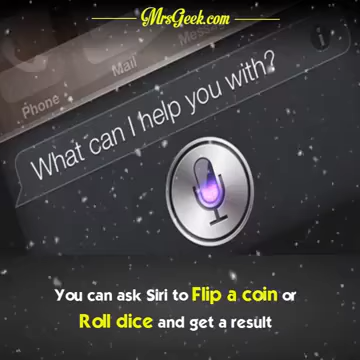 MrsGeek.com
Phone
Mail
What can I help you with?
i
You can ask Siri to Flip a coin or
Roll dice and get a result